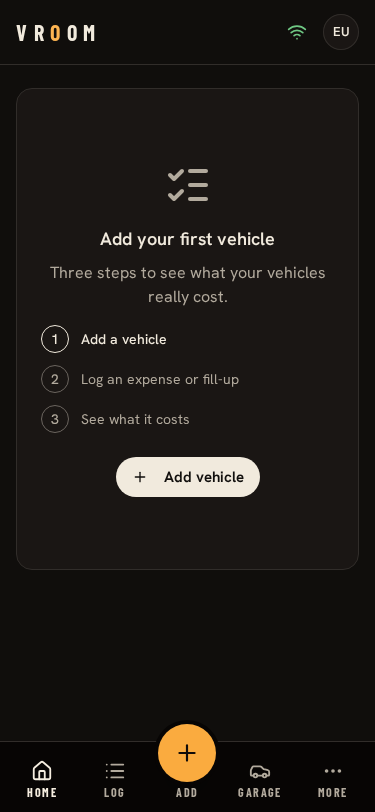 VROOM
EU
Add your first vehicle
Three steps to see what your vehicles
really cost.
1 Add a vehicle
2 Log an expense or fill-up
3 See what it costs
Add vehicle
HOME LOG ADD GARAGE MORE